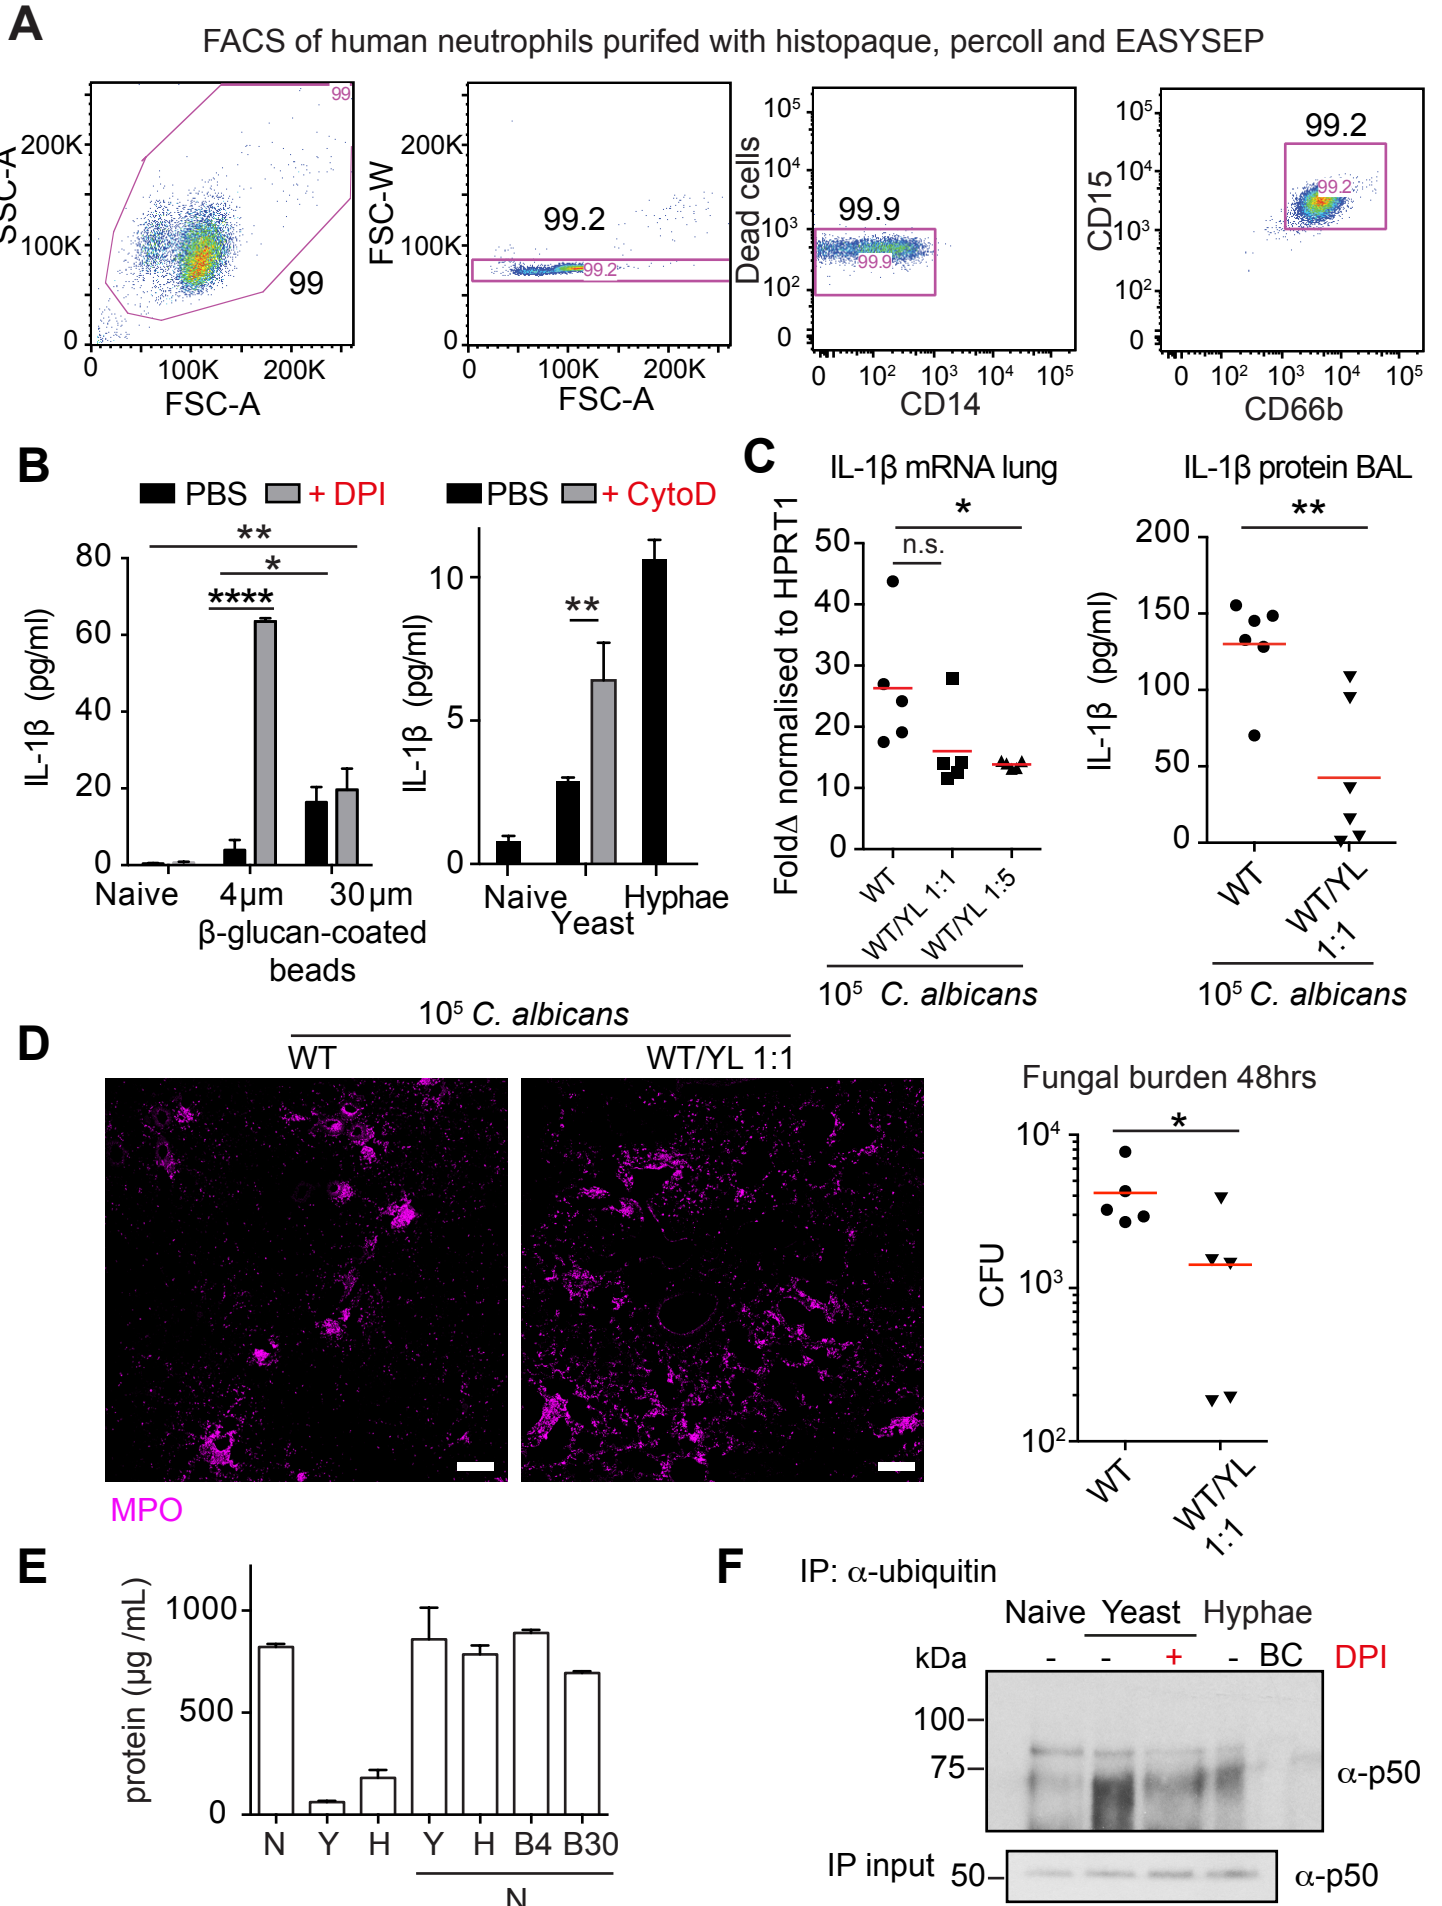 A
FACS of human neutrophils purifed with histopaque, percoll and EASYSEP
SSC-A
200K
100K
0
99
99
0 100K 200K
FSC-A
FSC-W
200K
100K
0
99.2
99.2
0 100K 200K
FSC-A
Dead cells
10⁵
10⁴
10³
10²
0
99.9
99.9
0 10² 10³ 10⁴ 10⁵
CD14
CD15
10⁵
10⁴
10³
10²
0
99.2
99.2
0 10² 10³ 10⁴ 10⁵
CD66b
B
PBS + DPI
IL-1β (pg/ml)
80
60
40
20
0
**
*
****
Naive 4µm 30µm
β-glucan-coated
beads
PBS + CytoD
IL-1β (pg/ml)
10
5
0
**
Naive Yeast Hyphae
C
IL-1β mRNA lung
FoldΔ normalised to HPRT1
50
40
30
20
10
0
*
n.s.
WT
WT/YL 1:1
WT/YL 1:5
10⁵ C. albicans
IL-1β protein BAL
IL-1β (pg/ml)
200
150
100
50
0
**
WT
WT/YL
1:1
10⁵ C. albicans
D
10⁵ C. albicans
WT WT/YL 1:1
MPO
Fungal burden 48hrs
CFU
10⁴
10³
10²
*
WT
WT/YL
1:1
E
protein (µg /mL)
1000
500
0
N Y H Y H B4 B30
N
F
IP: α-ubiquitin
Naive Yeast Hyphae
kDa - - + - BC DPI
100
75
α-p50
IP input 50 α-p50